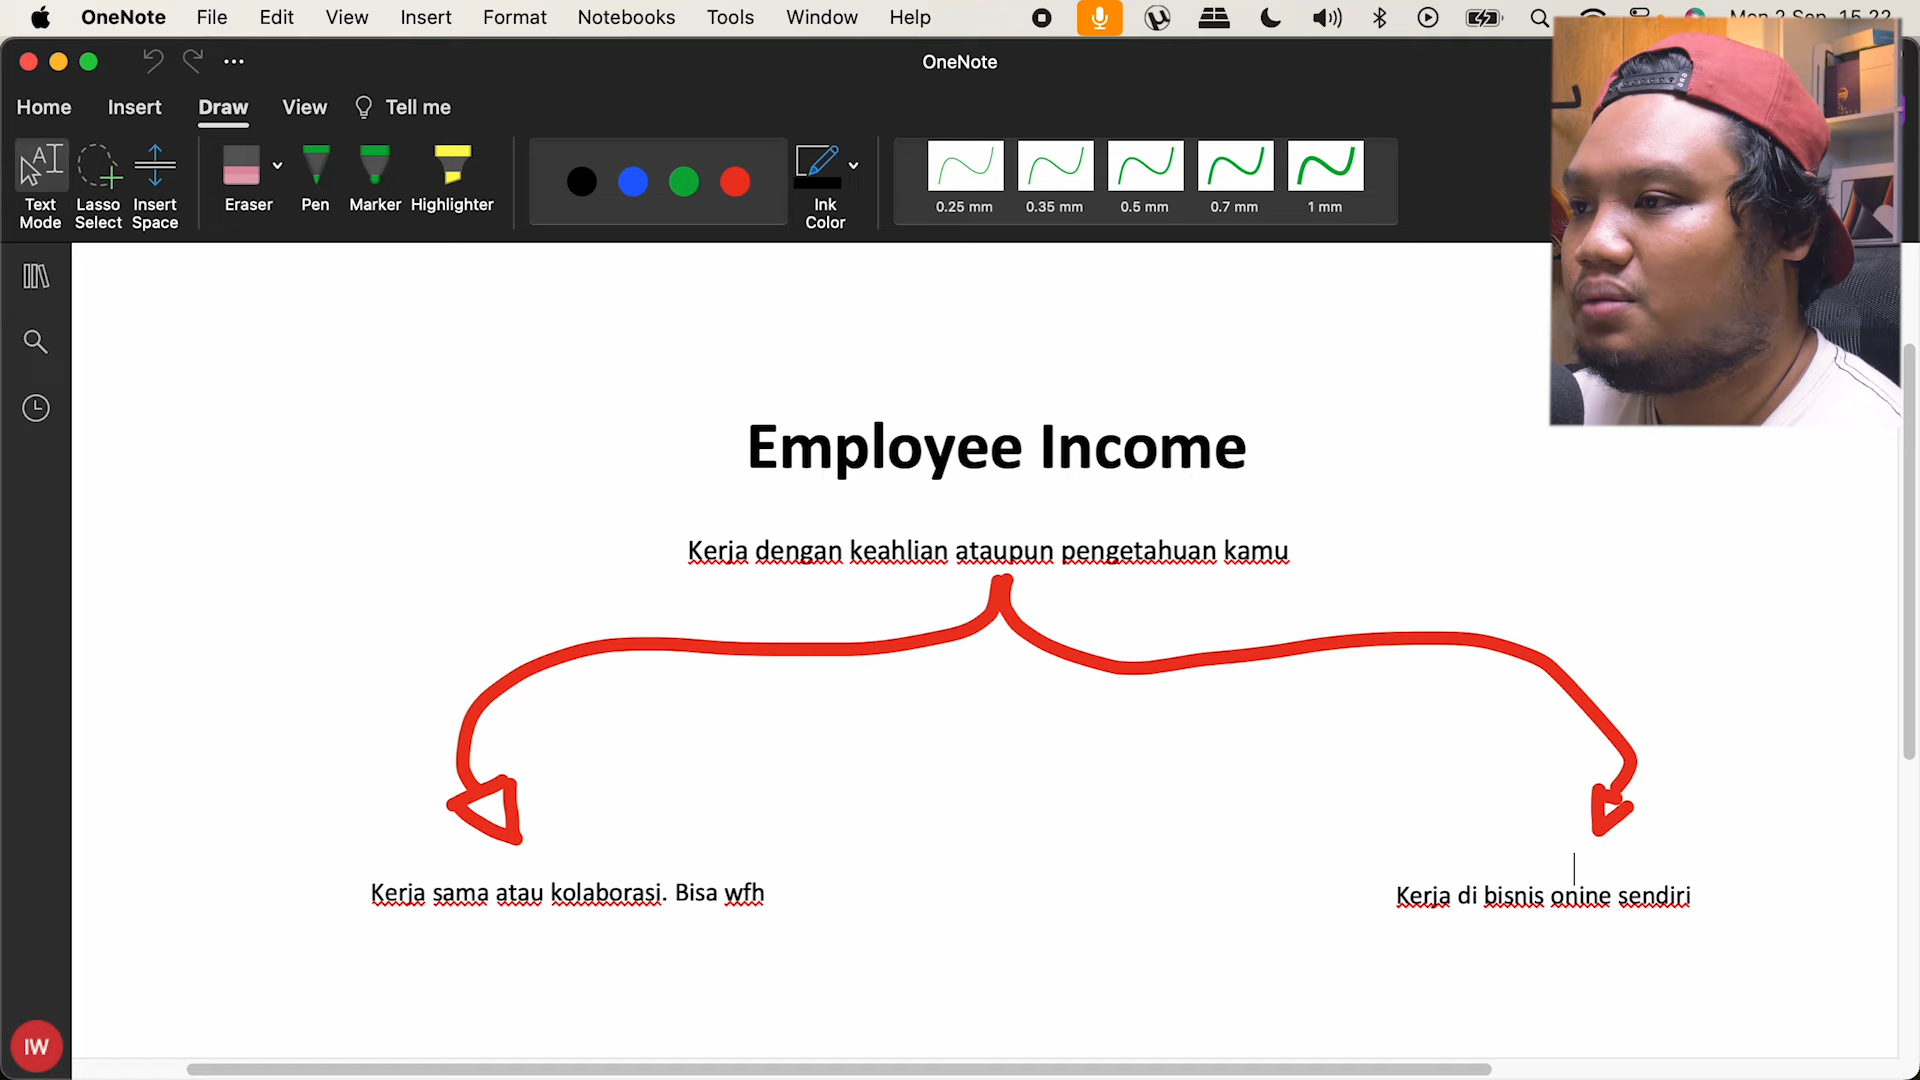 OneNote File Edit View Insert Format Notebooks Tools Window Help
OneNote
Home Insert Draw View Tell me
Text Mode
Lasso Select
Insert Space
Eraser
Pen
Marker
Highlighter
Ink Color
0.25 mm
0.35 mm
0.5 mm
0.7 mm
1 mm
Employee Income
Kerja dengan keahlian ataupun pengetahuan kamu
Kerja sama atau kolaborasi. Bisa wfh
Kerja di bisnis onine sendiri
IW